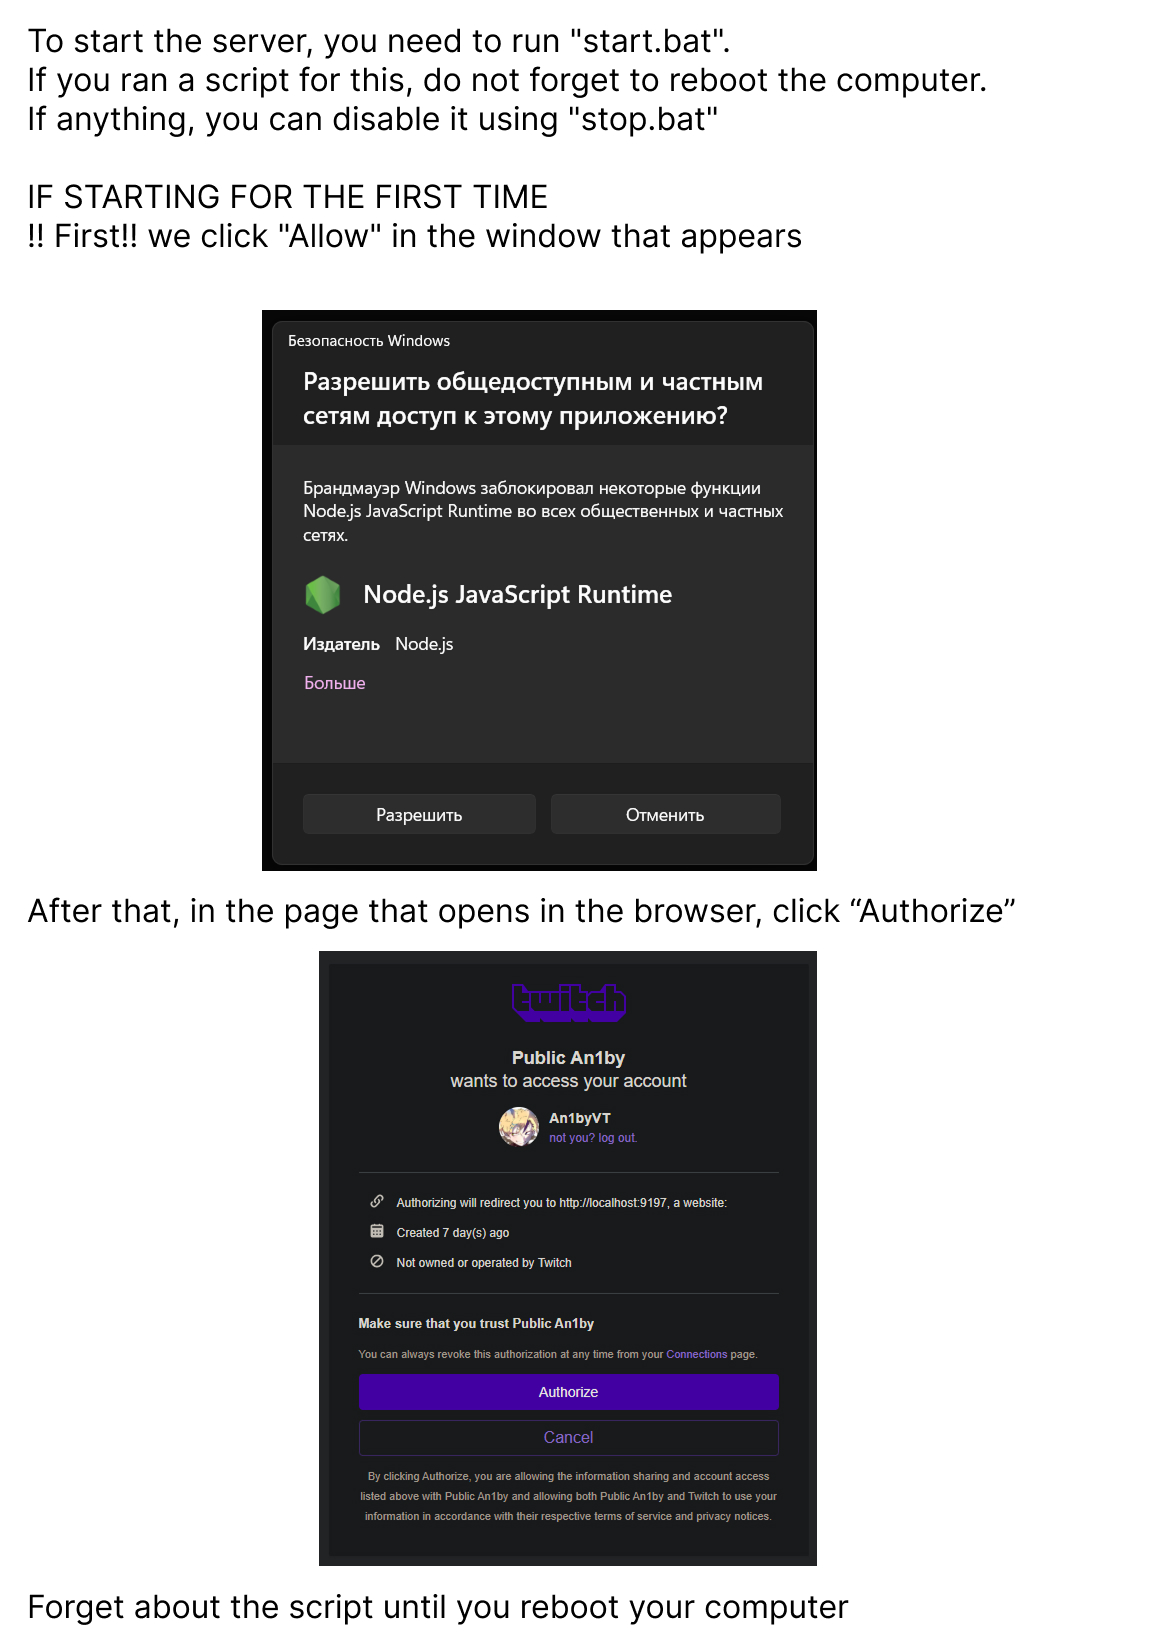 To start the server, you need to run "start.bat".
If you ran a script for this, do not forget to reboot the computer.
If anything, you can disable it using "stop.bat"
IF STARTING FOR THE FIRST TIME
!! First!! we click "Allow" in the window that appears
Безопасность Windows
Разрешить общедоступным и частным
сетям доступ к этому приложению?
Брандмауэр Windows заблокировал некоторые функции
Node.js JavaScript Runtime во всех общественных и частных
сетях.
Node.js JavaScript Runtime
Издатель Node.js
Больше
Разрешить Отменить
After that, in the page that opens in the browser, click “Authorize”
twitch
Public An1by
wants to access your account
An1byVT
not you? log out.
Authorizing will redirect you to http://localhost:9197, a website:
Created 7 day(s) ago
Not owned or operated by Twitch
Make sure that you trust Public An1by
You can always revoke this authorization at any time from your Connections page.
Authorize
Cancel
By clicking Authorize, you are allowing the information sharing and account access
listed above with Public An1by and allowing both Public An1by and Twitch to use your
information in accordance with their respective terms of service and privacy notices.
Forget about the script until you reboot your computer